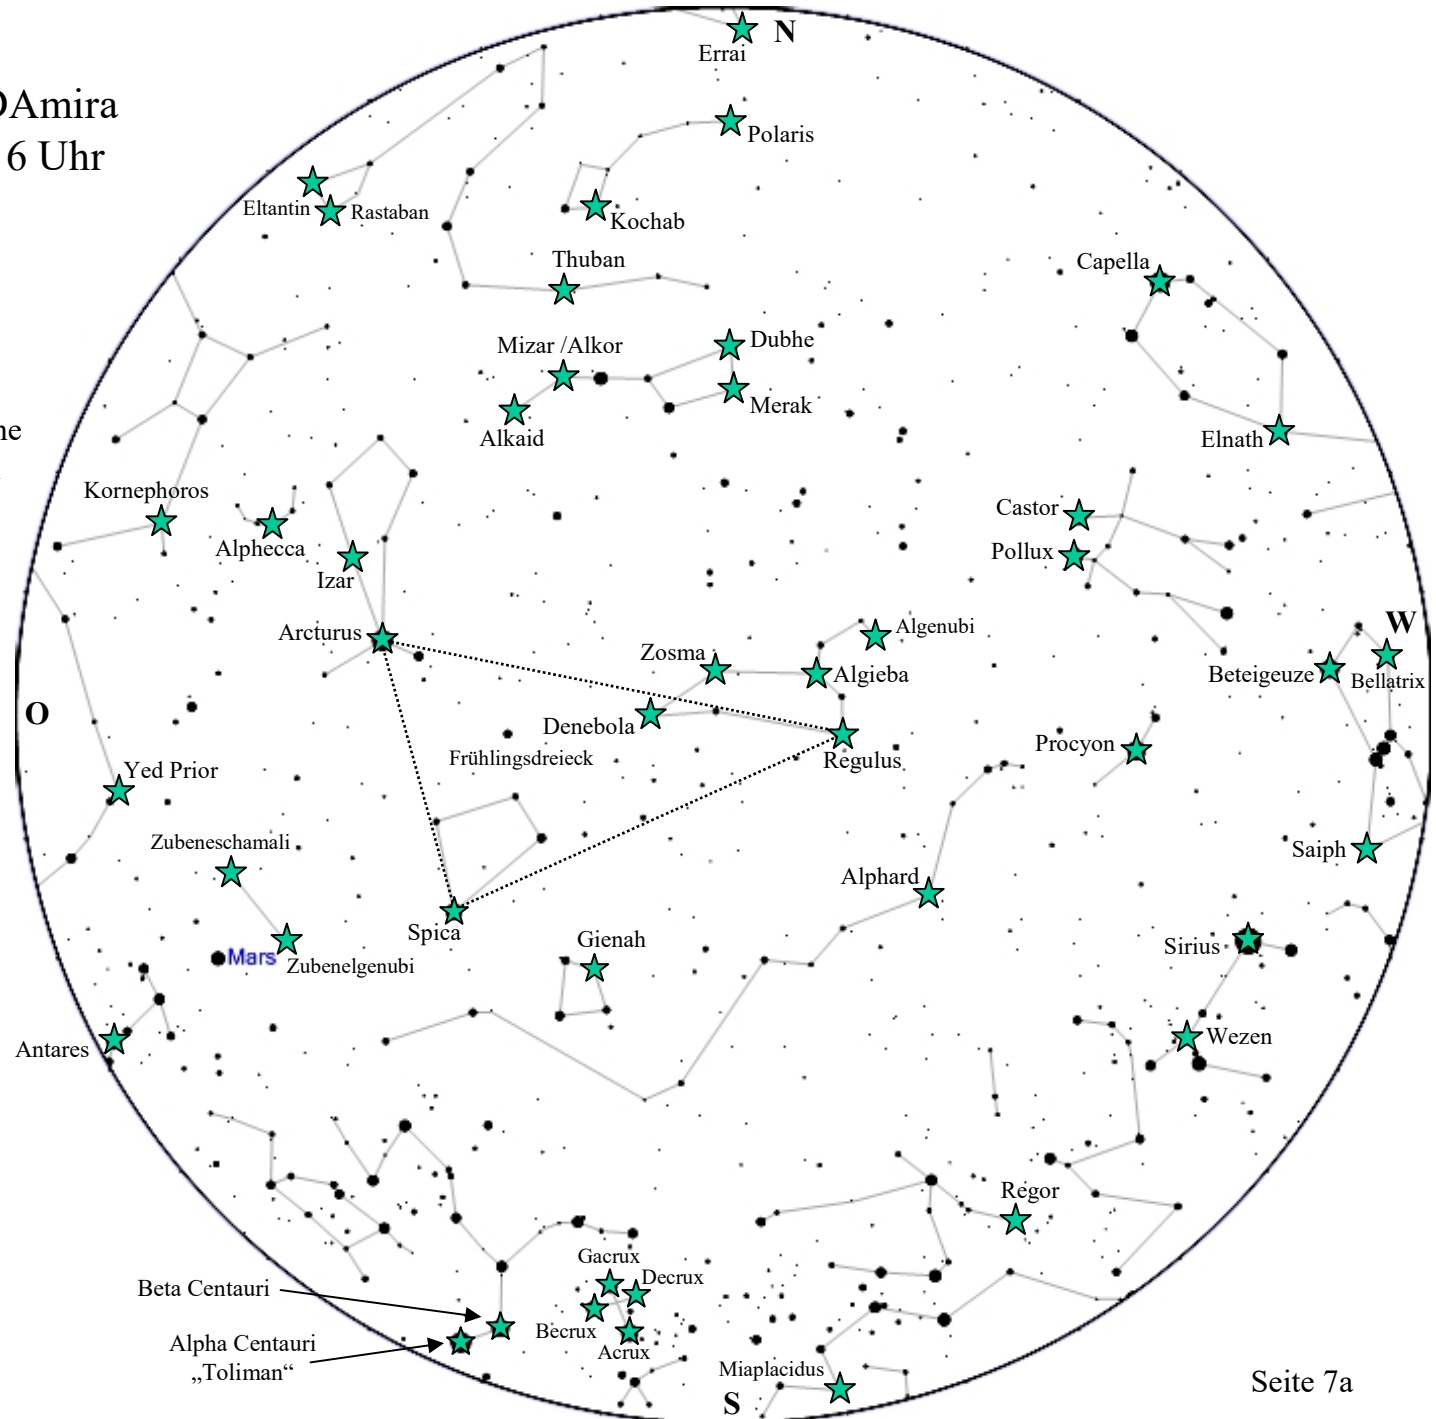 Amira
6 Uhr
N
Errai
Polaris
Eltantin
Rastaban
Kochab
Thuban
Capella
Mizar /Alkor
Dubhe
Merak
Alkaid
Elnath
Kornephoros
Alphecca
Izar
Castor
Pollux
Arcturus
Algenubi
Zosma
Algieba
W
Beteigeuze
Bellatrix
O
Denebola
Frühlingsdreieck
Regulus
Procyon
Yed Prior
Zubeneschamali
Saiph
Alphard
Spica
Gienah
Sirius
Mars
Zubenelgenubi
Antares
Wezen
Regor
Gacrux
Decrux
Beta Centauri
Becrux
Acrux
Alpha Centauri
„Toliman“
Miaplacidus
S
Seite 7a